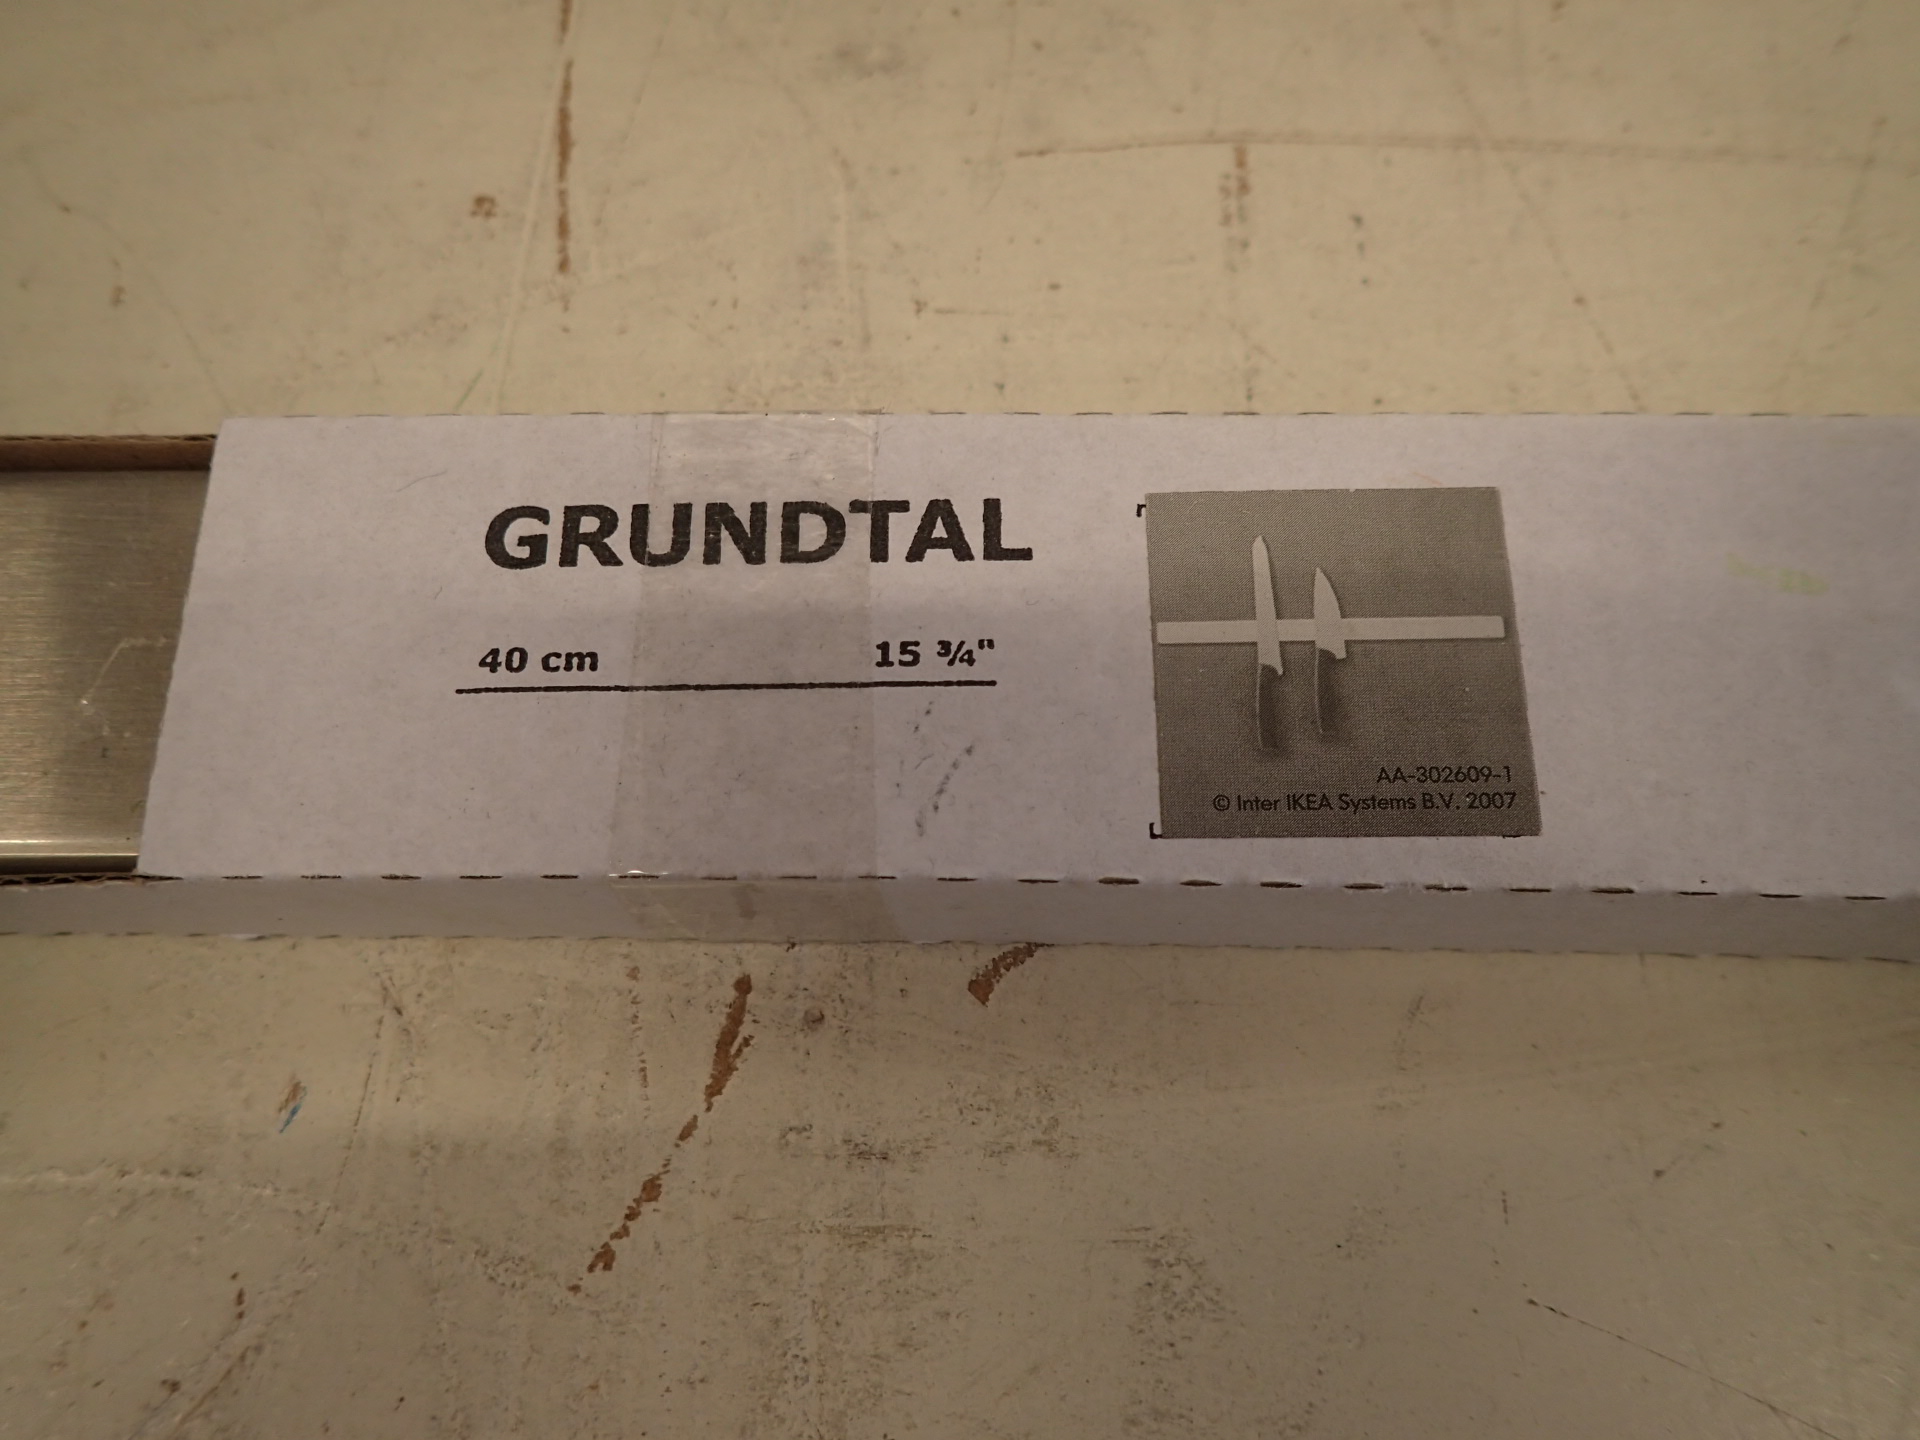 GRUNDTAL
40 cm 15 ¾"
AA-302609-1
© Inter IKEA Systems B.V. 2007